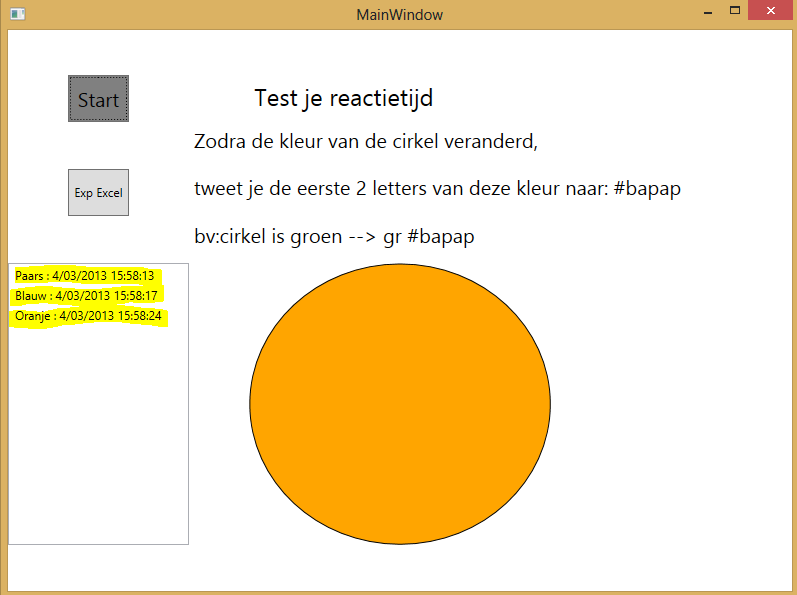 MainWindow
Start
Test je reactietijd
Zodra de kleur van de cirkel veranderd,
Exp Excel
tweet je de eerste 2 letters van deze kleur naar: #bapap
bv:cirkel is groen --> gr #bapap
Paars : 4/03/2013 15:58:13
Blauw : 4/03/2013 15:58:17
Oranje : 4/03/2013 15:58:24